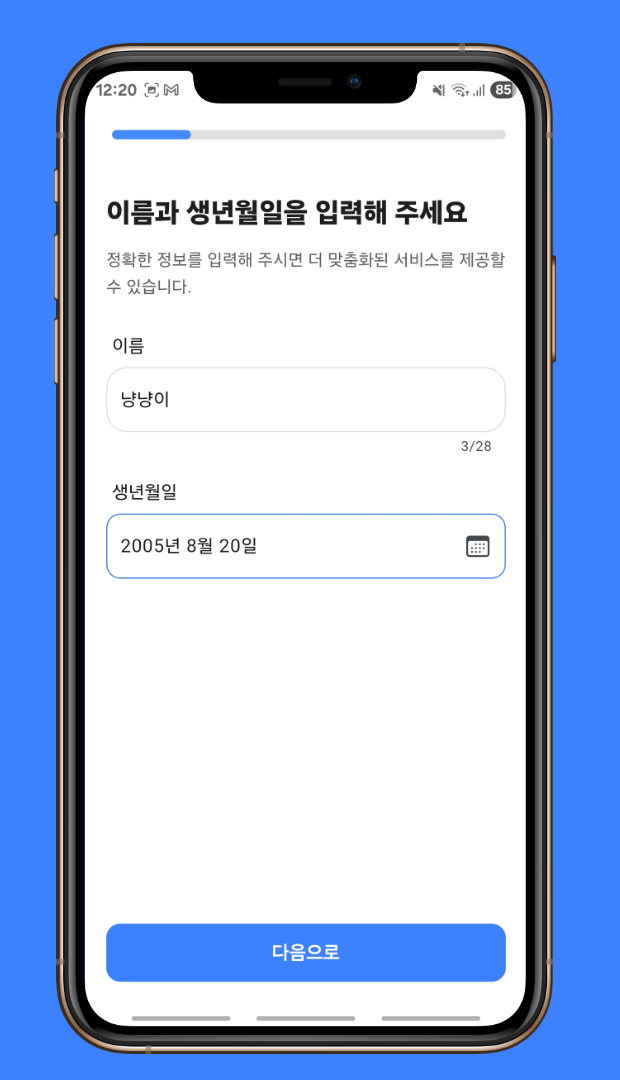 12:20
85
이름과 생년월일을 입력해 주세요
정확한 정보를 입력해 주시면 더 맞춤화된 서비스를 제공할
수 있습니다.
이름
냥냥이
3/28
생년월일
2005년 8월 20일
다음으로